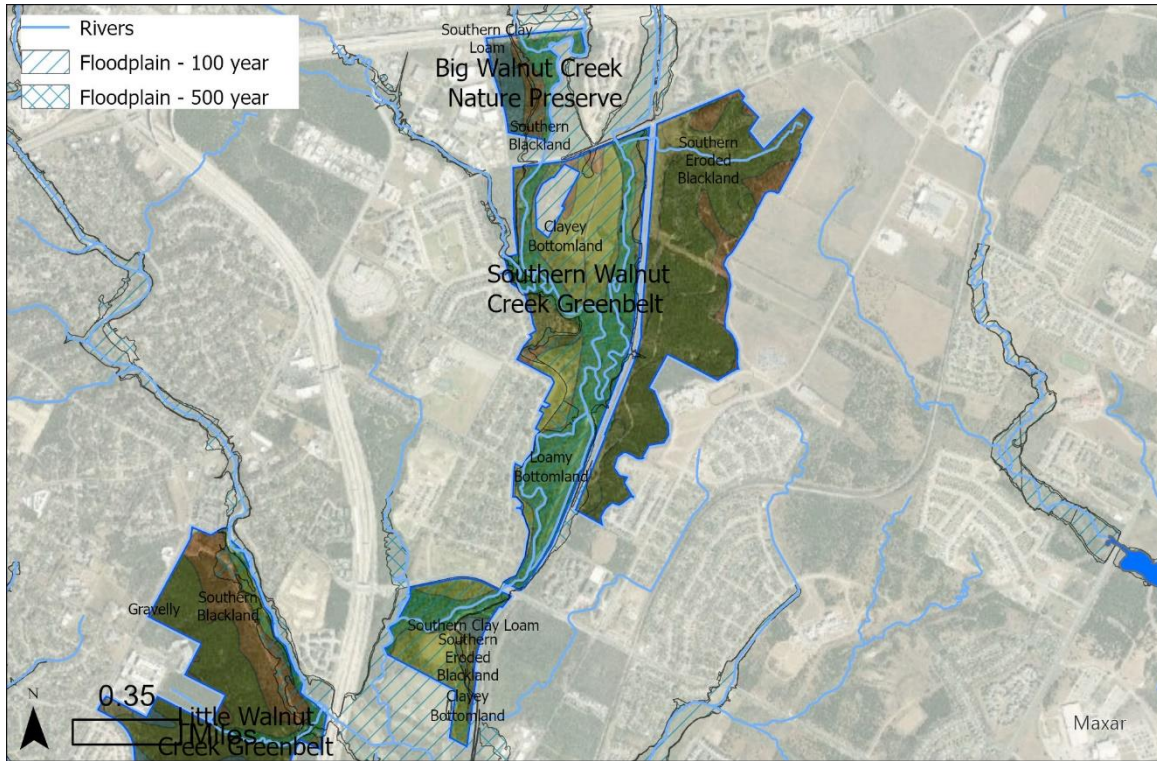 Rivers
Floodplain - 100 year
Floodplain - 500 year
Southern Clay
Loam
Big Walnut Creek
Nature Preserve
Southern
Blackland
Southern
Eroded
Blackland
Clayey
Bottomland
Southern Walnut
Creek Greenbelt
Loamy
Bottomland
Gravelly
Southern
Blackland
Southern Clay Loam
Southern
Eroded
Blackland
Clayey
Bottomland
N
0.35
Miles
Little Walnut
Creek Greenbelt
Maxar